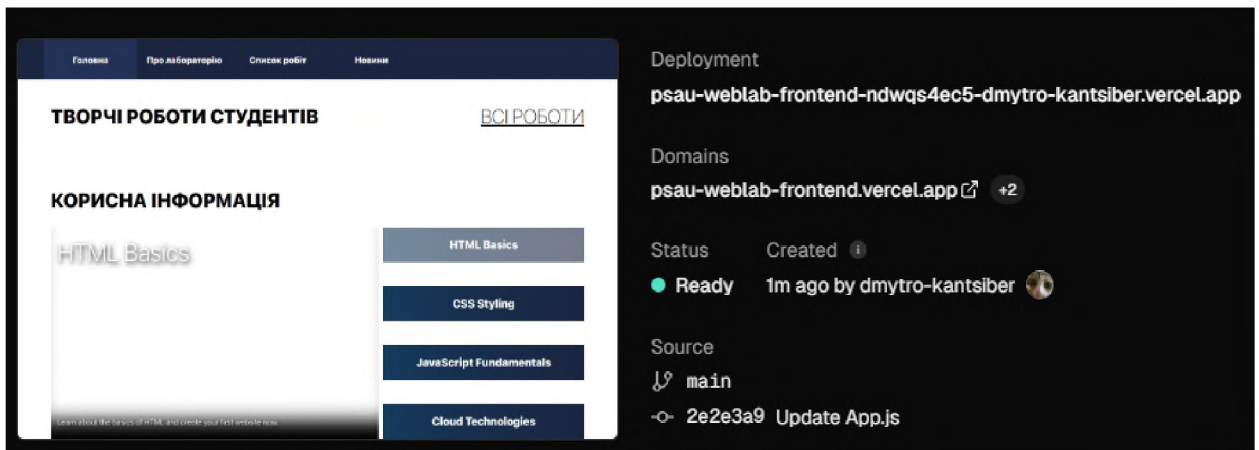 Головна Про лабораторію Список робіт Новини
ТВОРЧІ РОБОТИ СТУДЕНТІВ ВСІ РОБОТИ
КОРИСНА ІНФОРМАЦІЯ
HTML Basics
Learn about the basics of HTML and create your first website now.
HTML Basics
CSS Styling
JavaScript Fundamentals
Cloud Technologies
Deployment
psau-weblab-frontend-ndwqs4ec5-dmytro-kantsiber.vercel.app
Domains
psau-weblab-frontend.vercel.app +2
Status Created
Ready 1m ago by dmytro-kantsiber
Source
main
2e2e3a9 Update App.js